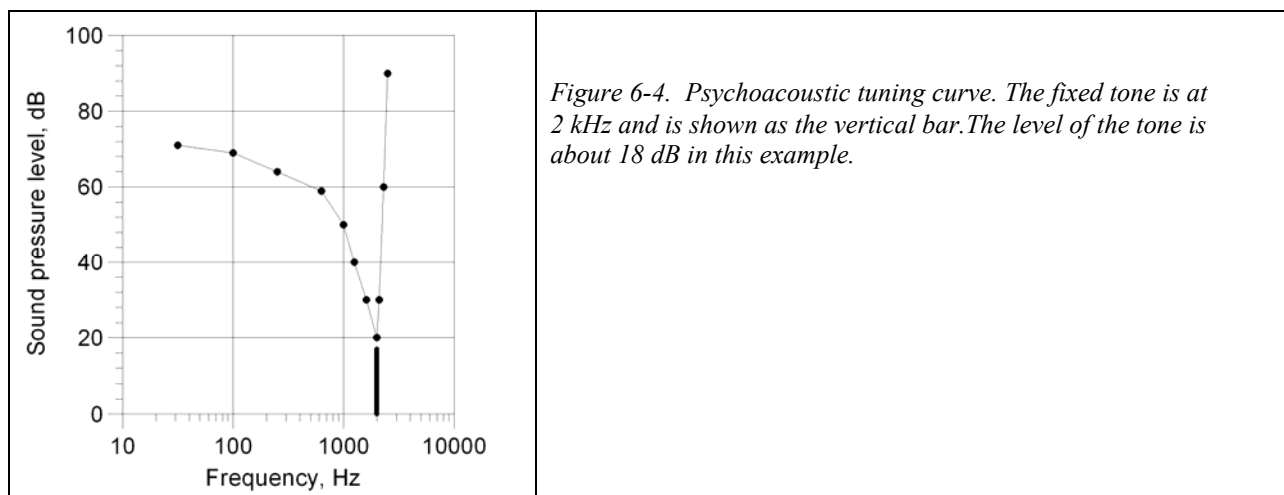 100
80
60
40
20
0
Sound pressure level, dB
10 100 1000 10000
Frequency, Hz
Figure 6-4. Psychoacoustic tuning curve. The fixed tone is at
2 kHz and is shown as the vertical bar.The level of the tone is
about 18 dB in this example.